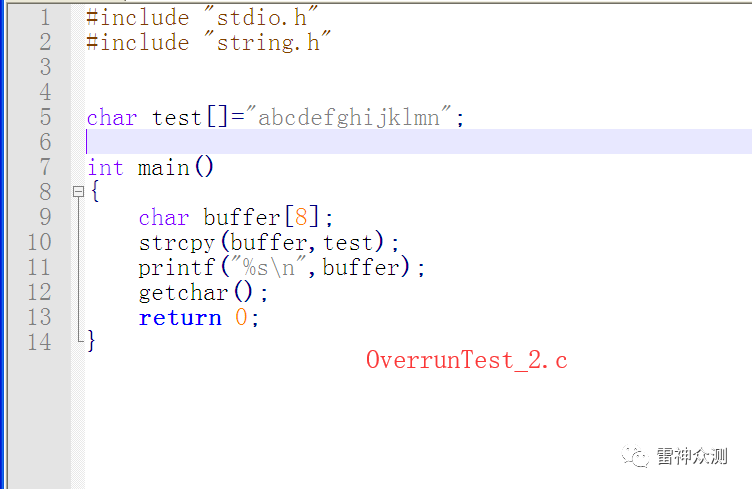 1 #include "stdio.h"
2 #include "string.h"
3
4
5 char test[]="abcdefghijklmn";
6
7 int main()
8 {
9 char buffer[8];
10 strcpy(buffer,test);
11 printf("%s\n",buffer);
12 getchar();
13 return 0;
14 }
OverrunTest_2.c
雷神众测